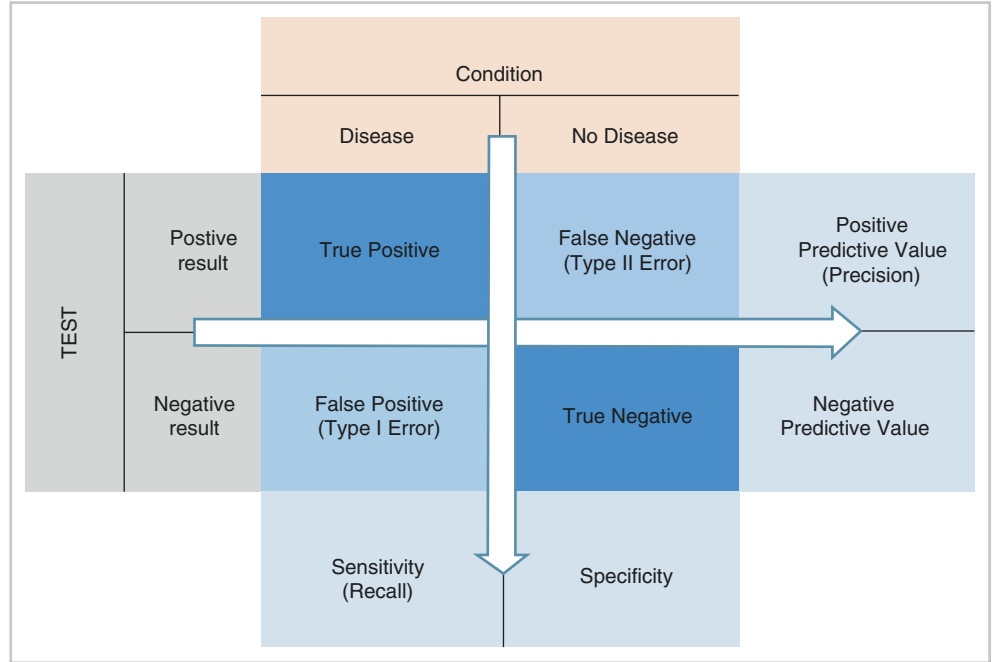 Condition
Disease
No Disease
TEST
Postive
result
True Positive
False Negative
(Type II Error)
Positive
Predictive Value
(Precision)
Negative
result
False Positive
(Type I Error)
True Negative
Negative
Predictive Value
Sensitivity
(Recall)
Specificity